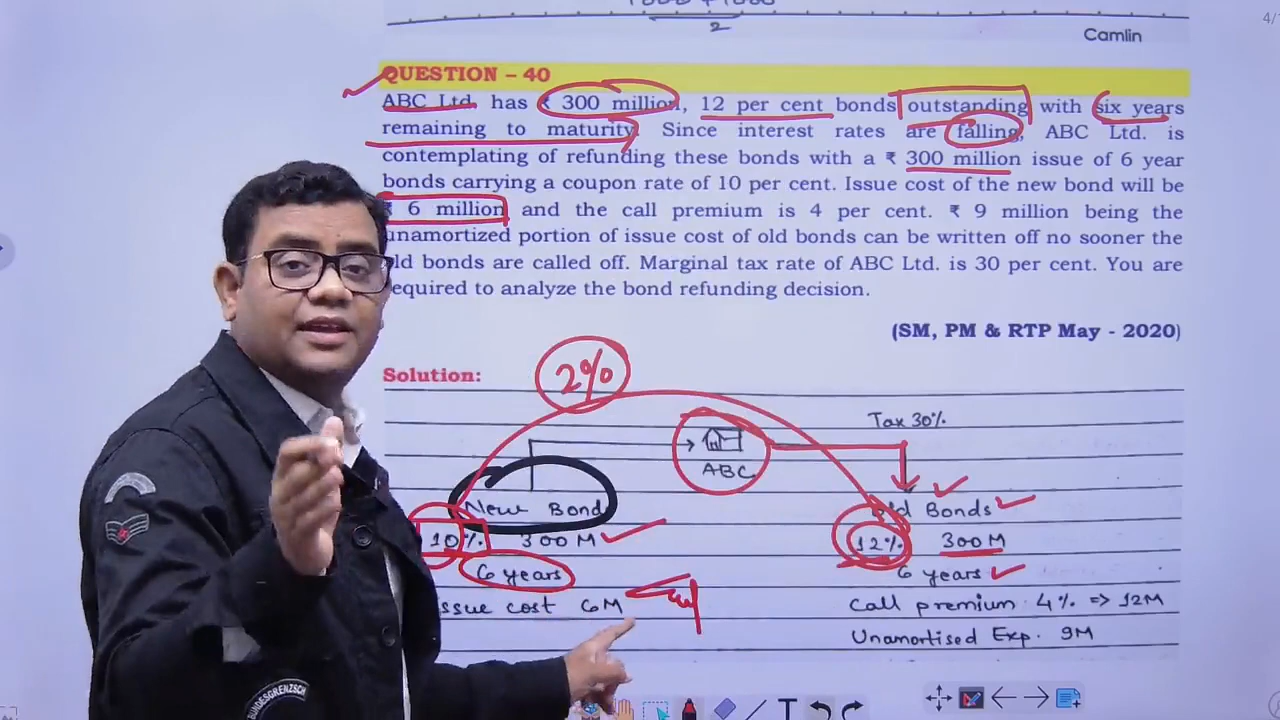 2
Camlin
4/
QUESTION – 40
ABC Ltd. has ₹ 300 million, 12 per cent bonds outstanding with six years
remaining to maturity. Since interest rates are falling, ABC Ltd. is
contemplating of refunding these bonds with a ₹ 300 million issue of 6 year
bonds carrying a coupon rate of 10 per cent. Issue cost of the new bond will be
₹ 6 million and the call premium is 4 per cent. ₹ 9 million being the
unamortized portion of issue cost of old bonds can be written off no sooner the
old bonds are called off. Marginal tax rate of ABC Ltd. is 30 per cent. You are
required to analyze the bond refunding decision.
(SM, PM & RTP May - 2020)
Solution:
2%
Tax 30%
ABC
New Bond
Old Bonds
10% 300M
12% 300M
6 years
6 years
Issue cost 6M
Call premium 4% => 12M
Unamortised Exp. 9M
BUNDESGRENZSCH
T